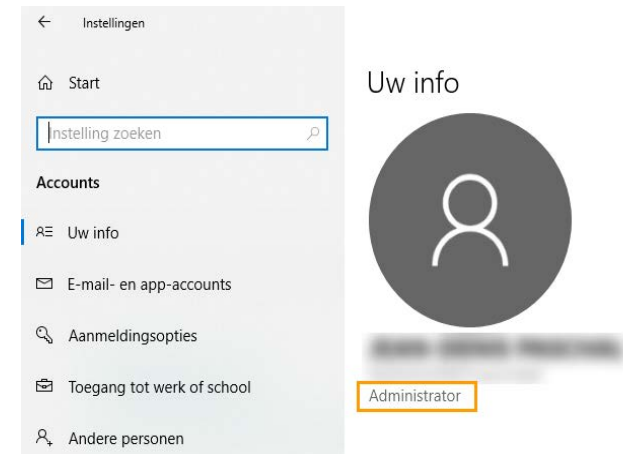 Instellingen
Start
Instelling zoeken
Accounts
Uw info
E-mail- en app-accounts
Aanmeldingsopties
Toegang tot werk of school
Andere personen
Uw info
Administrator